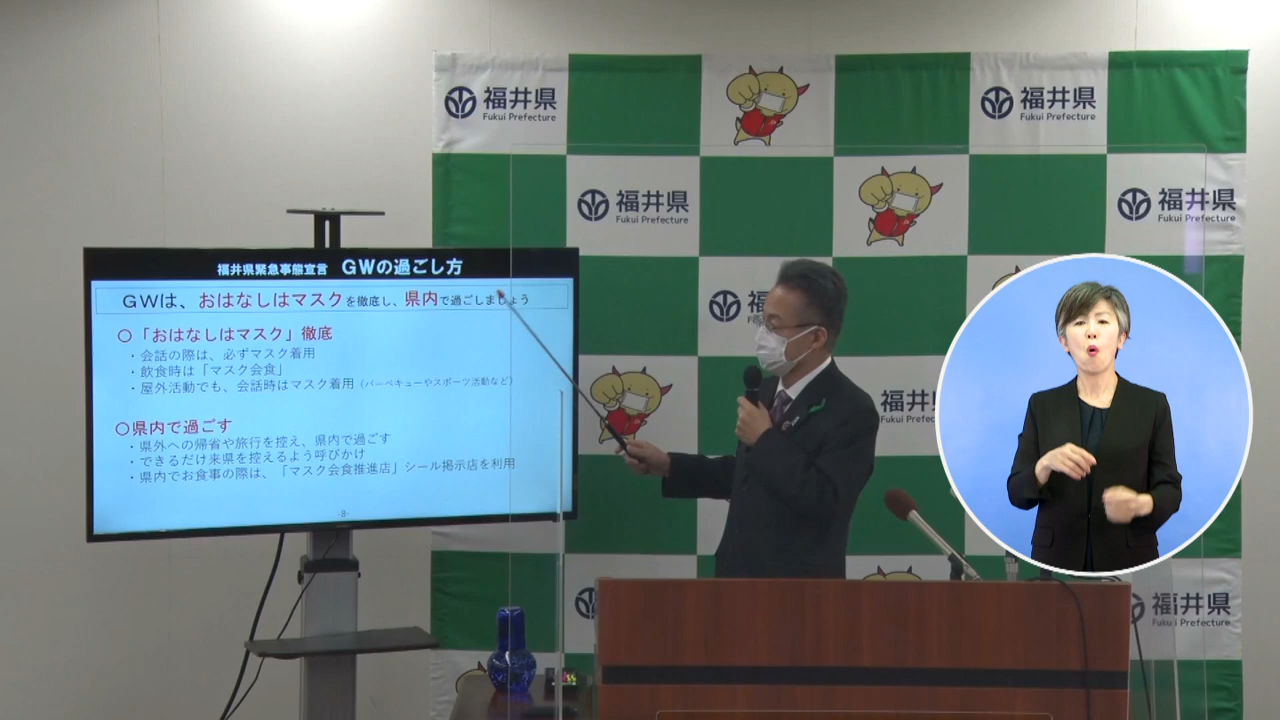 福井県
Fukui Prefecture
福井県
Fukui Prefecture
福井県
Fukui Prefecture
福井県
Fukui Prefecture
福井県緊急事態宣言 GWの過ごし方
GWは、おはなしはマスクを徹底し、県内で過ごしましょう
〇「おはなしはマスク」徹底
・会話の際は、必ずマスク着用
・飲食時は「マスク会食」
・屋外活動でも、会話時はマスク着用（バーベキューやスポーツ活動など）
〇県内で過ごす
・県外への帰省や旅行を控え、県内で過ごす
・できるだけ来県を控えるよう呼びかけ
・県内でお食事の際は、「マスク会食推進店」シール掲示店を利用
-8-
福
福井県
Fukui Prefecture
福井県
Fukui Prefecture